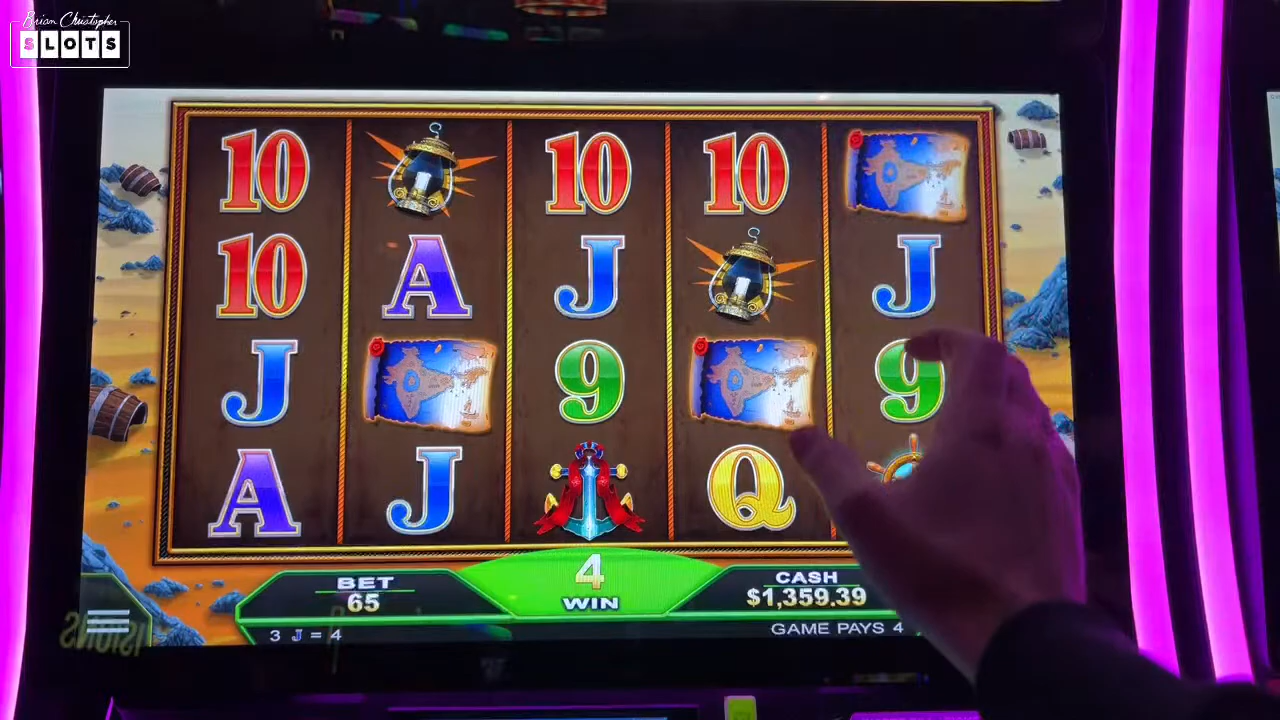 Brian Christopher
SLOTS
10 10 10
10 A J J
J 9 9
A J Q
BET
65
4
WIN
CASH
$1,359.39
3 J = 4
GAME PAYS 4